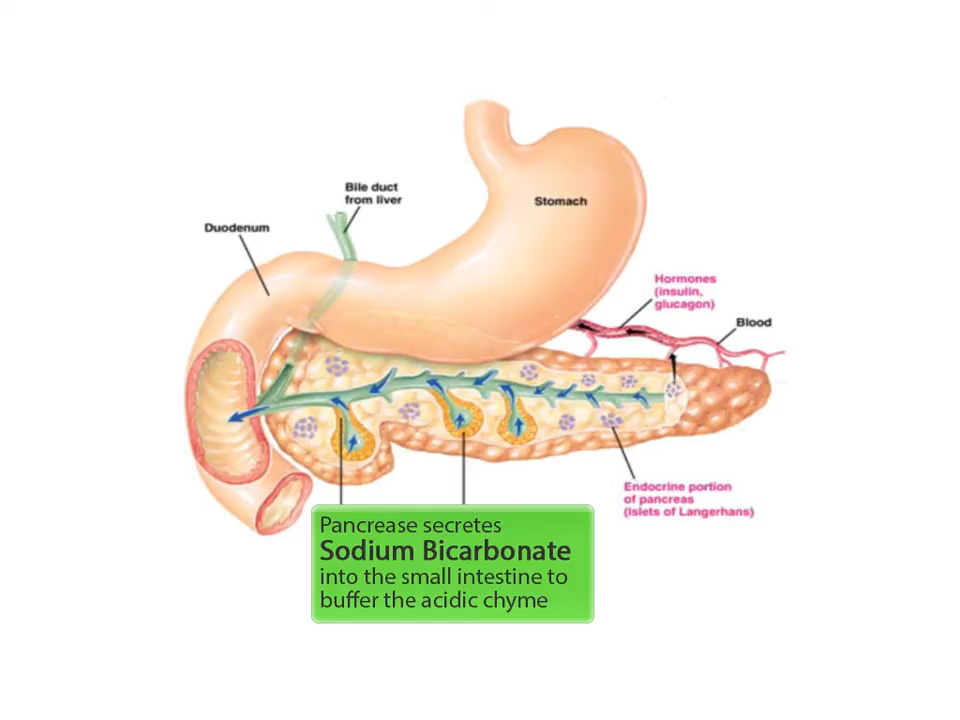 Bile duct
from liver
Stomach
Duodenum
Hormones
(insulin,
glucagon)
Blood
Endocrine portion
of pancreas
(Islets of Langerhans)
Pancrease secretes
Sodium Bicarbonate
into the small intestine to
buffer the acidic chyme